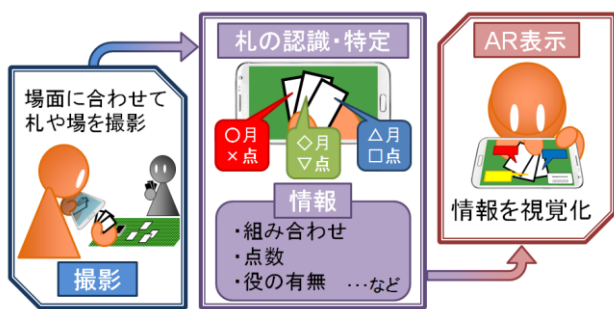 場面に合わせて
札や場を撮影
撮影
札の認識・特定
○月
×点
◇月
▽点
△月
□点
情報
・組み合わせ
・点数
・役の有無 …など
AR表示
情報を視覚化